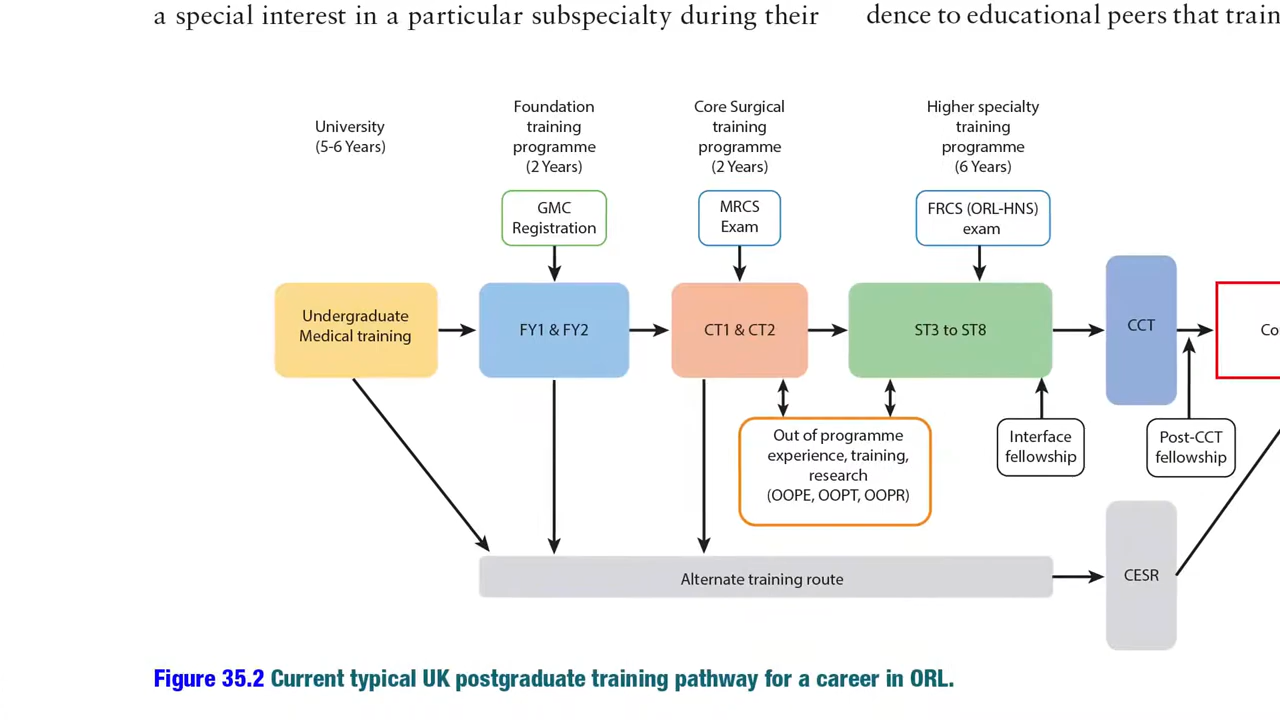 a special interest in a particular subspecialty during their
dence to educational peers that train
University
(5-6 Years)
Foundation
training
programme
(2 Years)
Core Surgical
training
programme
(2 Years)
Higher specialty
training
programme
(6 Years)
GMC
Registration
MRCS
Exam
FRCS (ORL-HNS)
exam
Undergraduate
Medical training
FY1 & FY2
CT1 & CT2
ST3 to ST8
CCT
Co
Out of programme
experience, training,
research
(OOPE, OOPT, OOPR)
Interface
fellowship
Post-CCT
fellowship
Alternate training route
CESR
Figure 35.2 Current typical UK postgraduate training pathway for a career in ORL.